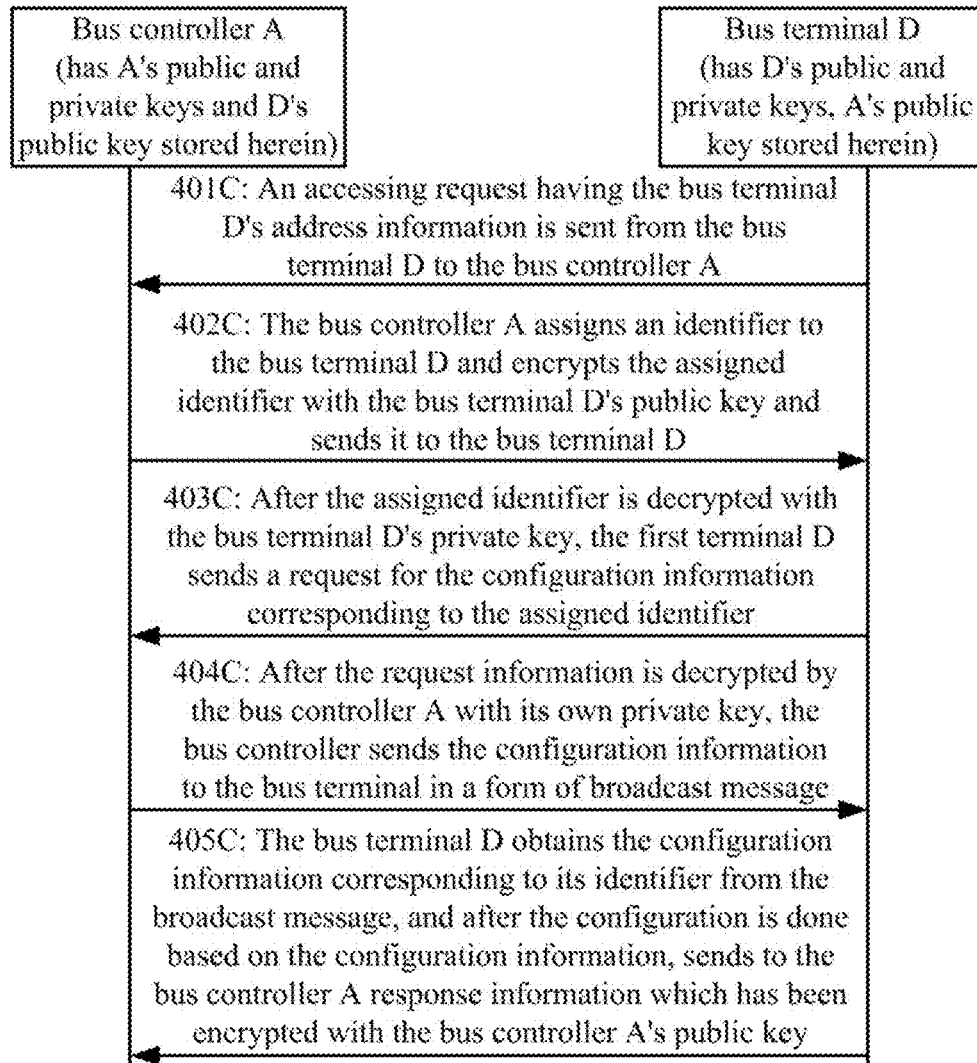 Bus controller A
(has A's public and
private keys and D's
public key stored herein)
Bus terminal D
(has D's public and
private keys, A's public
key stored herein)
401C: An accessing request having the bus terminal
D's address information is sent from the bus
terminal D to the bus controller A
402C: The bus controller A assigns an identifier to
the bus terminal D and encrypts the assigned
identifier with the bus terminal D's public key and
sends it to the bus terminal D
403C: After the assigned identifier is decrypted with
the bus terminal D's private key, the first terminal D
sends a request for the configuration information
corresponding to the assigned identifier
404C: After the request information is decrypted by
the bus controller A with its own private key, the
bus controller sends the configuration information
to the bus terminal in a form of broadcast message
405C: The bus terminal D obtains the configuration
information corresponding to its identifier from the
broadcast message, and after the configuration is done
based on the configuration information, sends to the
bus controller A response information which has been
encrypted with the bus controller A's public key